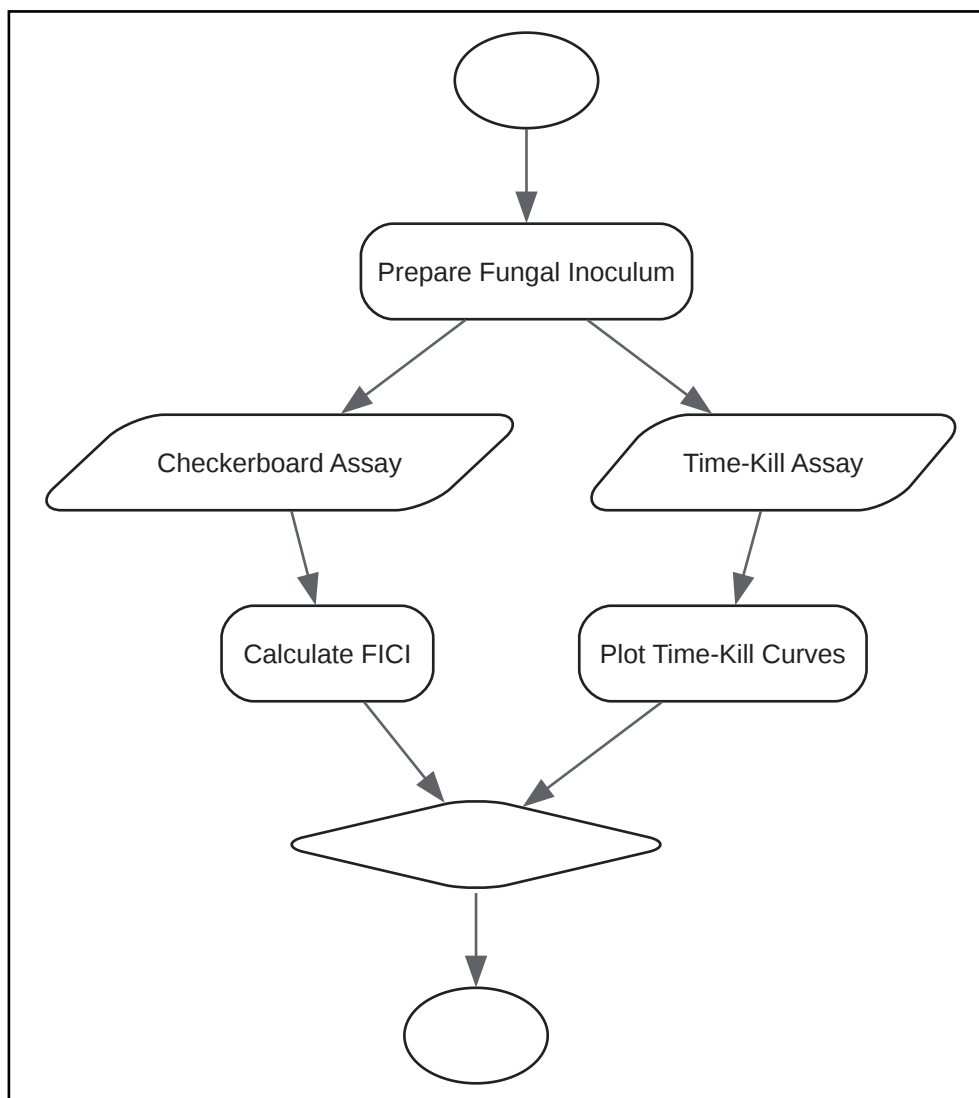 Prepare Fungal Inoculum
Checkerboard Assay
Time-Kill Assay
Calculate FICI
Plot Time-Kill Curves